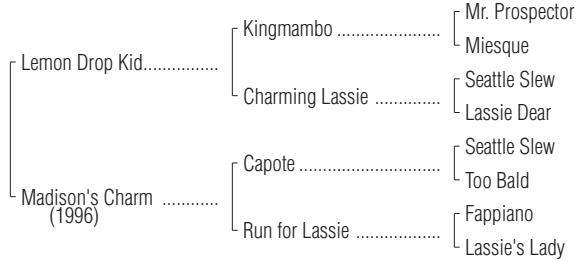 Mr. Prospector
Kingmambo ....................
Miesque
Lemon Drop Kid...............
Seattle Slew
Charming Lassie .............
Lassie Dear
Seattle Slew
Capote ...........................
Too Bald
Madison's Charm ...........
(1996)
Fappiano
Run for Lassie .................
Lassie's Lady